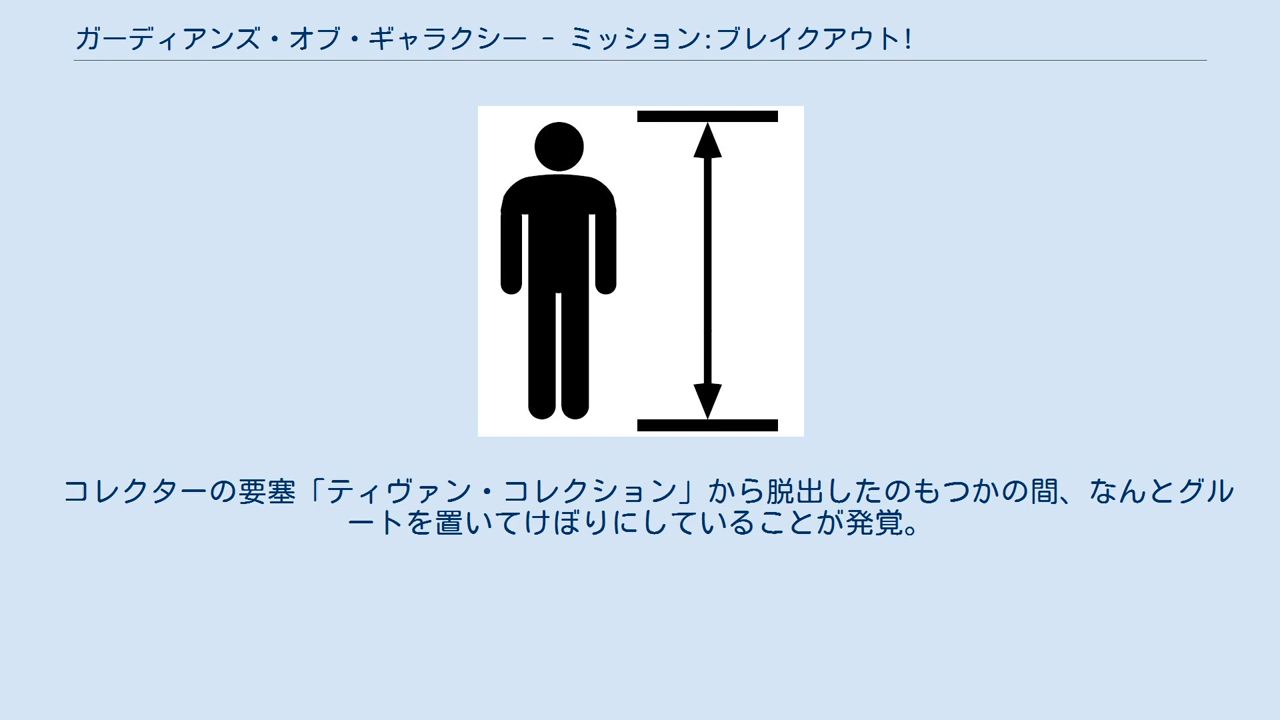 ガーディアンズ・オブ・ギャラクシー - ミッション:ブレイクアウト!
コレクターの要塞「ティヴァン・コレクション」から脱出したのもつかの間、なんとグル
ートを置いてけぼりにしていることが発覚。